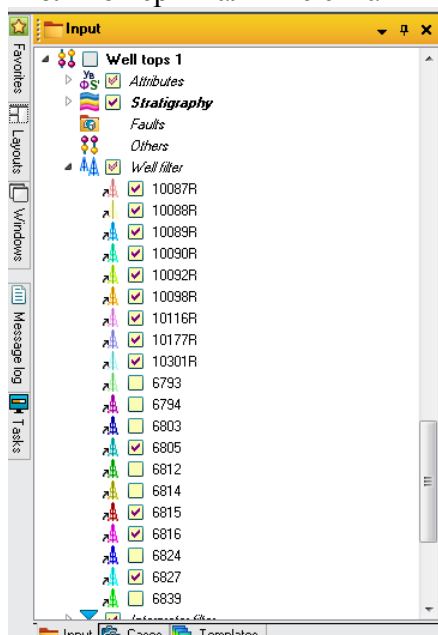 Input
Favorites
Layouts
Windows
Message log
Tasks
Well tops 1
Attributes
Stratigraphy
Faults
Others
Well filter
10087R
10088R
10089R
10090R
10092R
10098R
10116R
10177R
10301R
6793
6794
6803
6805
6812
6814
6815
6816
6824
6827
6839
Interpreter filter
Input Cases Templates